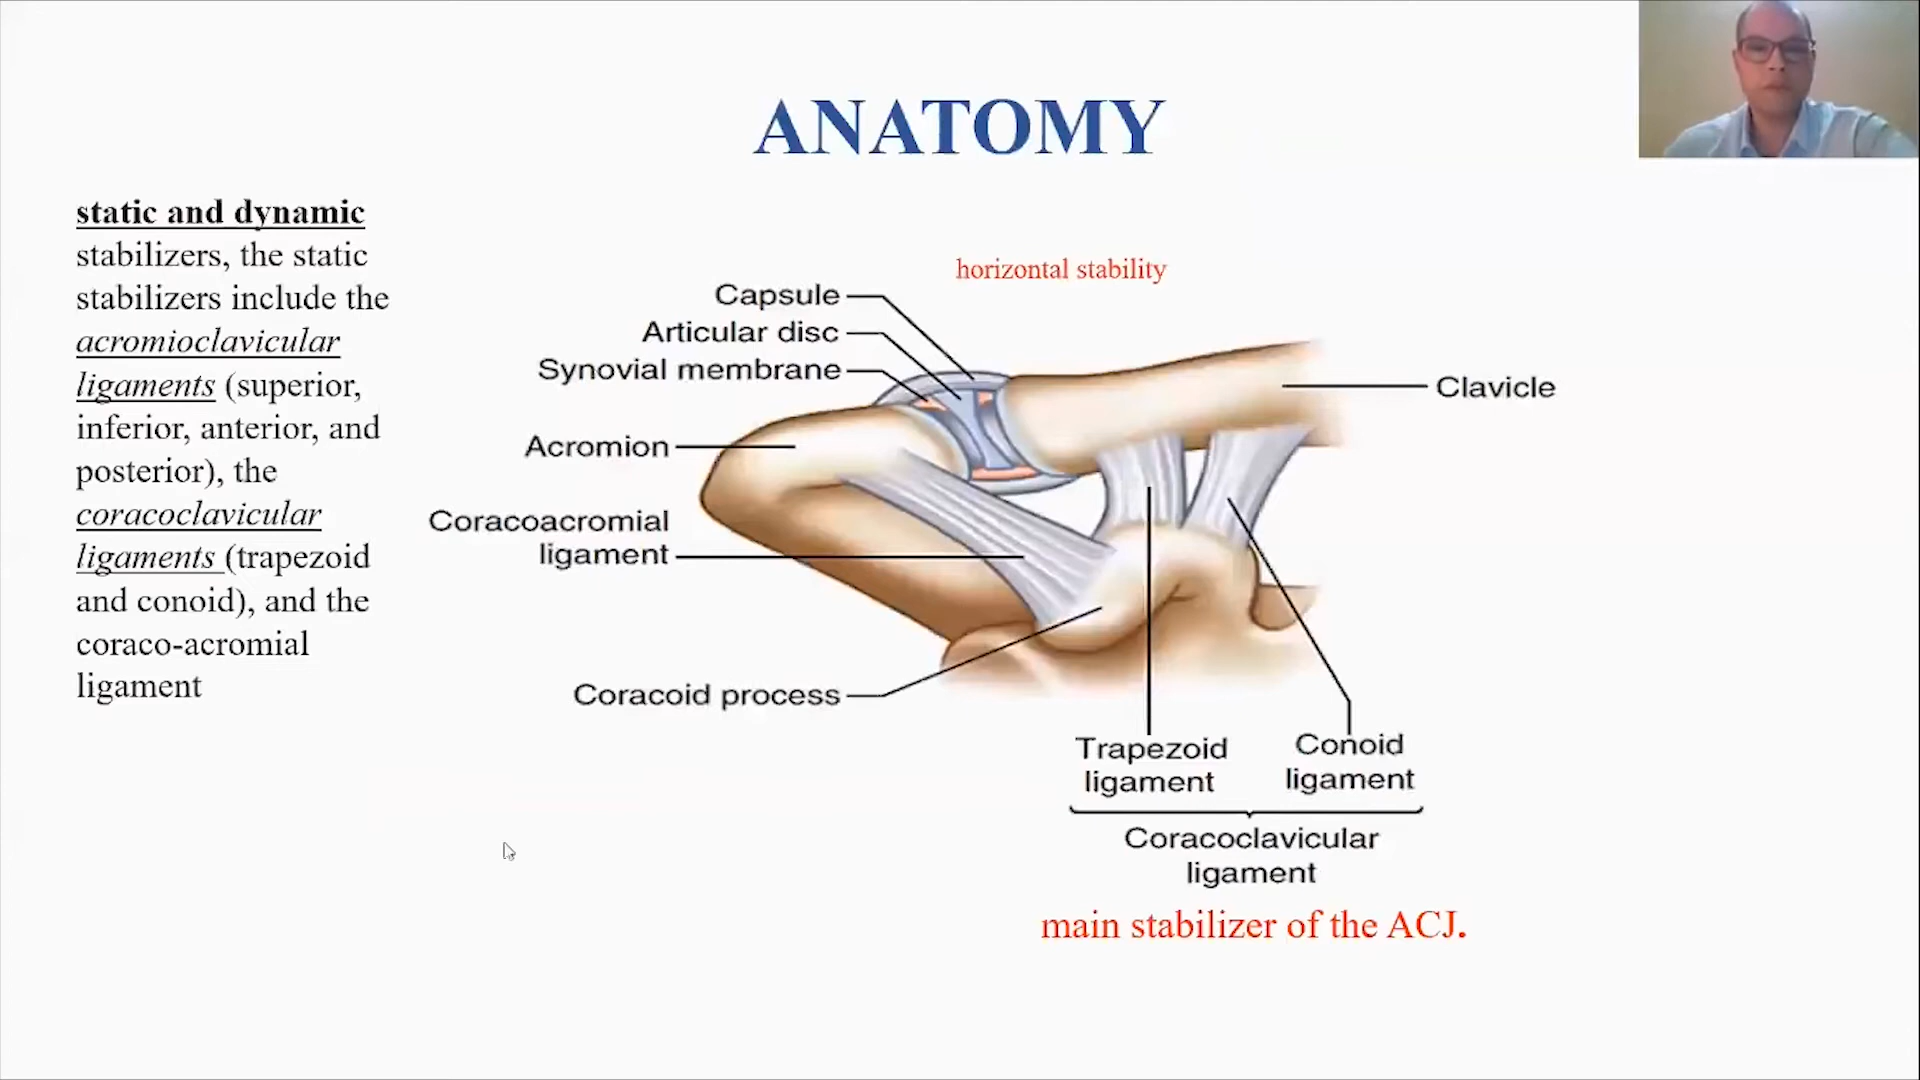 ANATOMY
static and dynamic
stabilizers, the static
stabilizers include the
acromioclavicular
ligaments (superior,
inferior, anterior, and
posterior), the
coracoclavicular
ligaments (trapezoid
and conoid), and the
coraco-acromial
ligament
horizontal stability
Capsule
Articular disc
Synovial membrane
Acromion
Coracoacromial
ligament
Coracoid process
Clavicle
Trapezoid
ligament
Conoid
ligament
Coracoclavicular
ligament
main stabilizer of the ACJ.